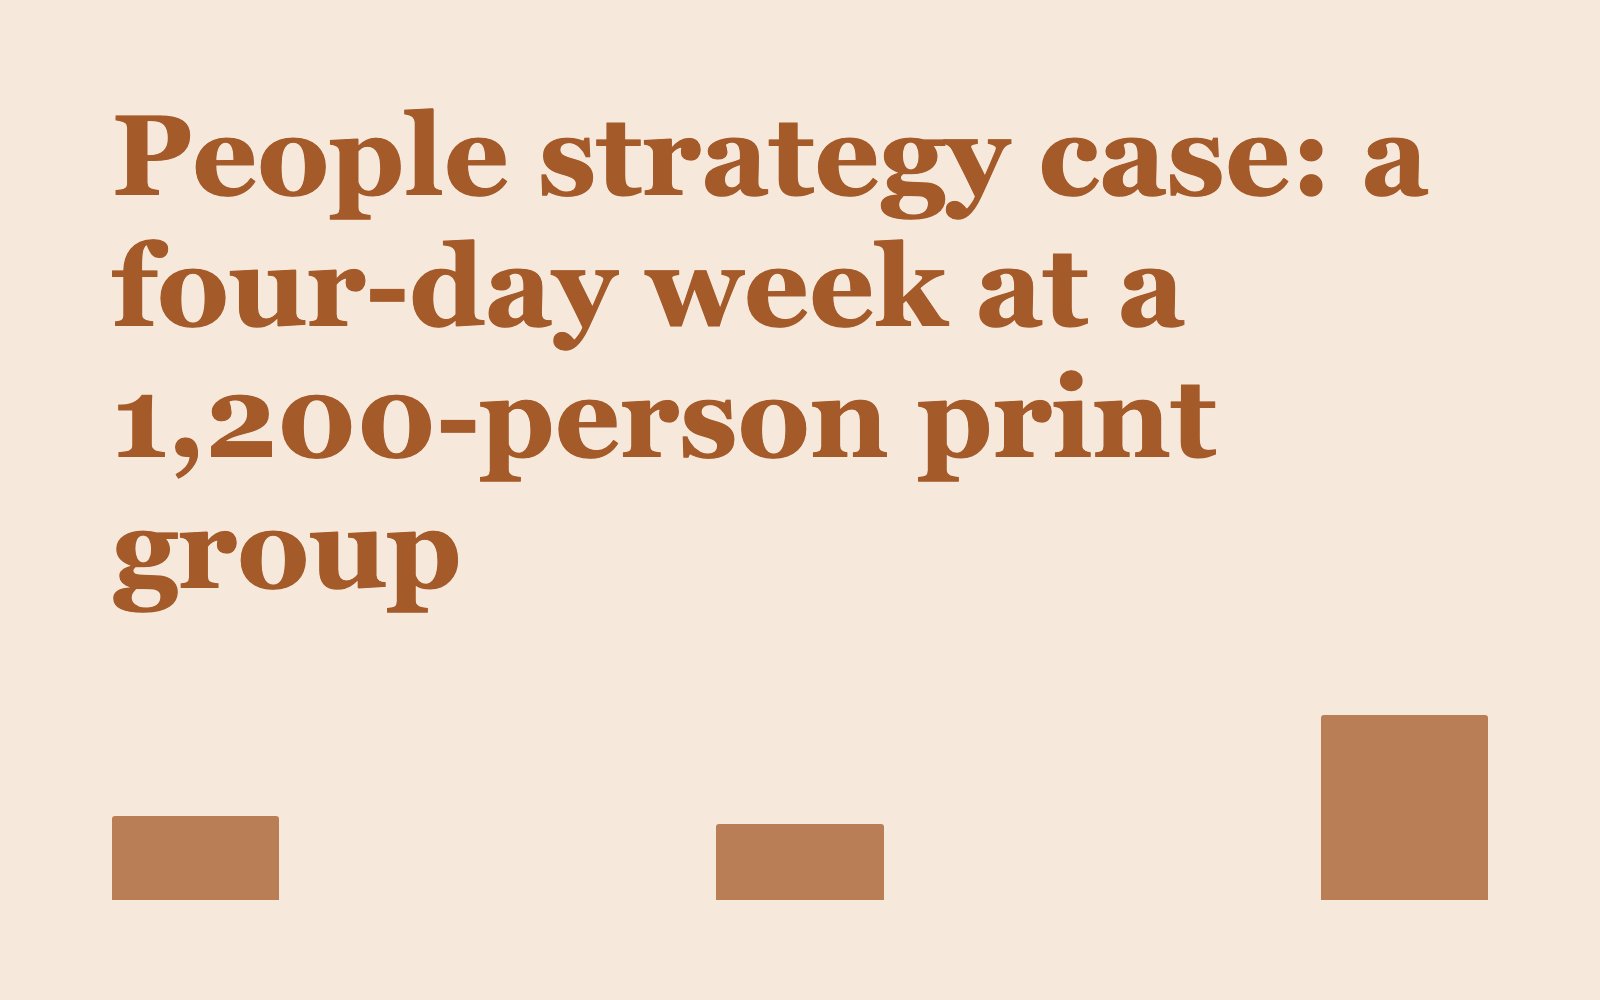 People strategy case: a
four-day week at a
1,200-person print
group